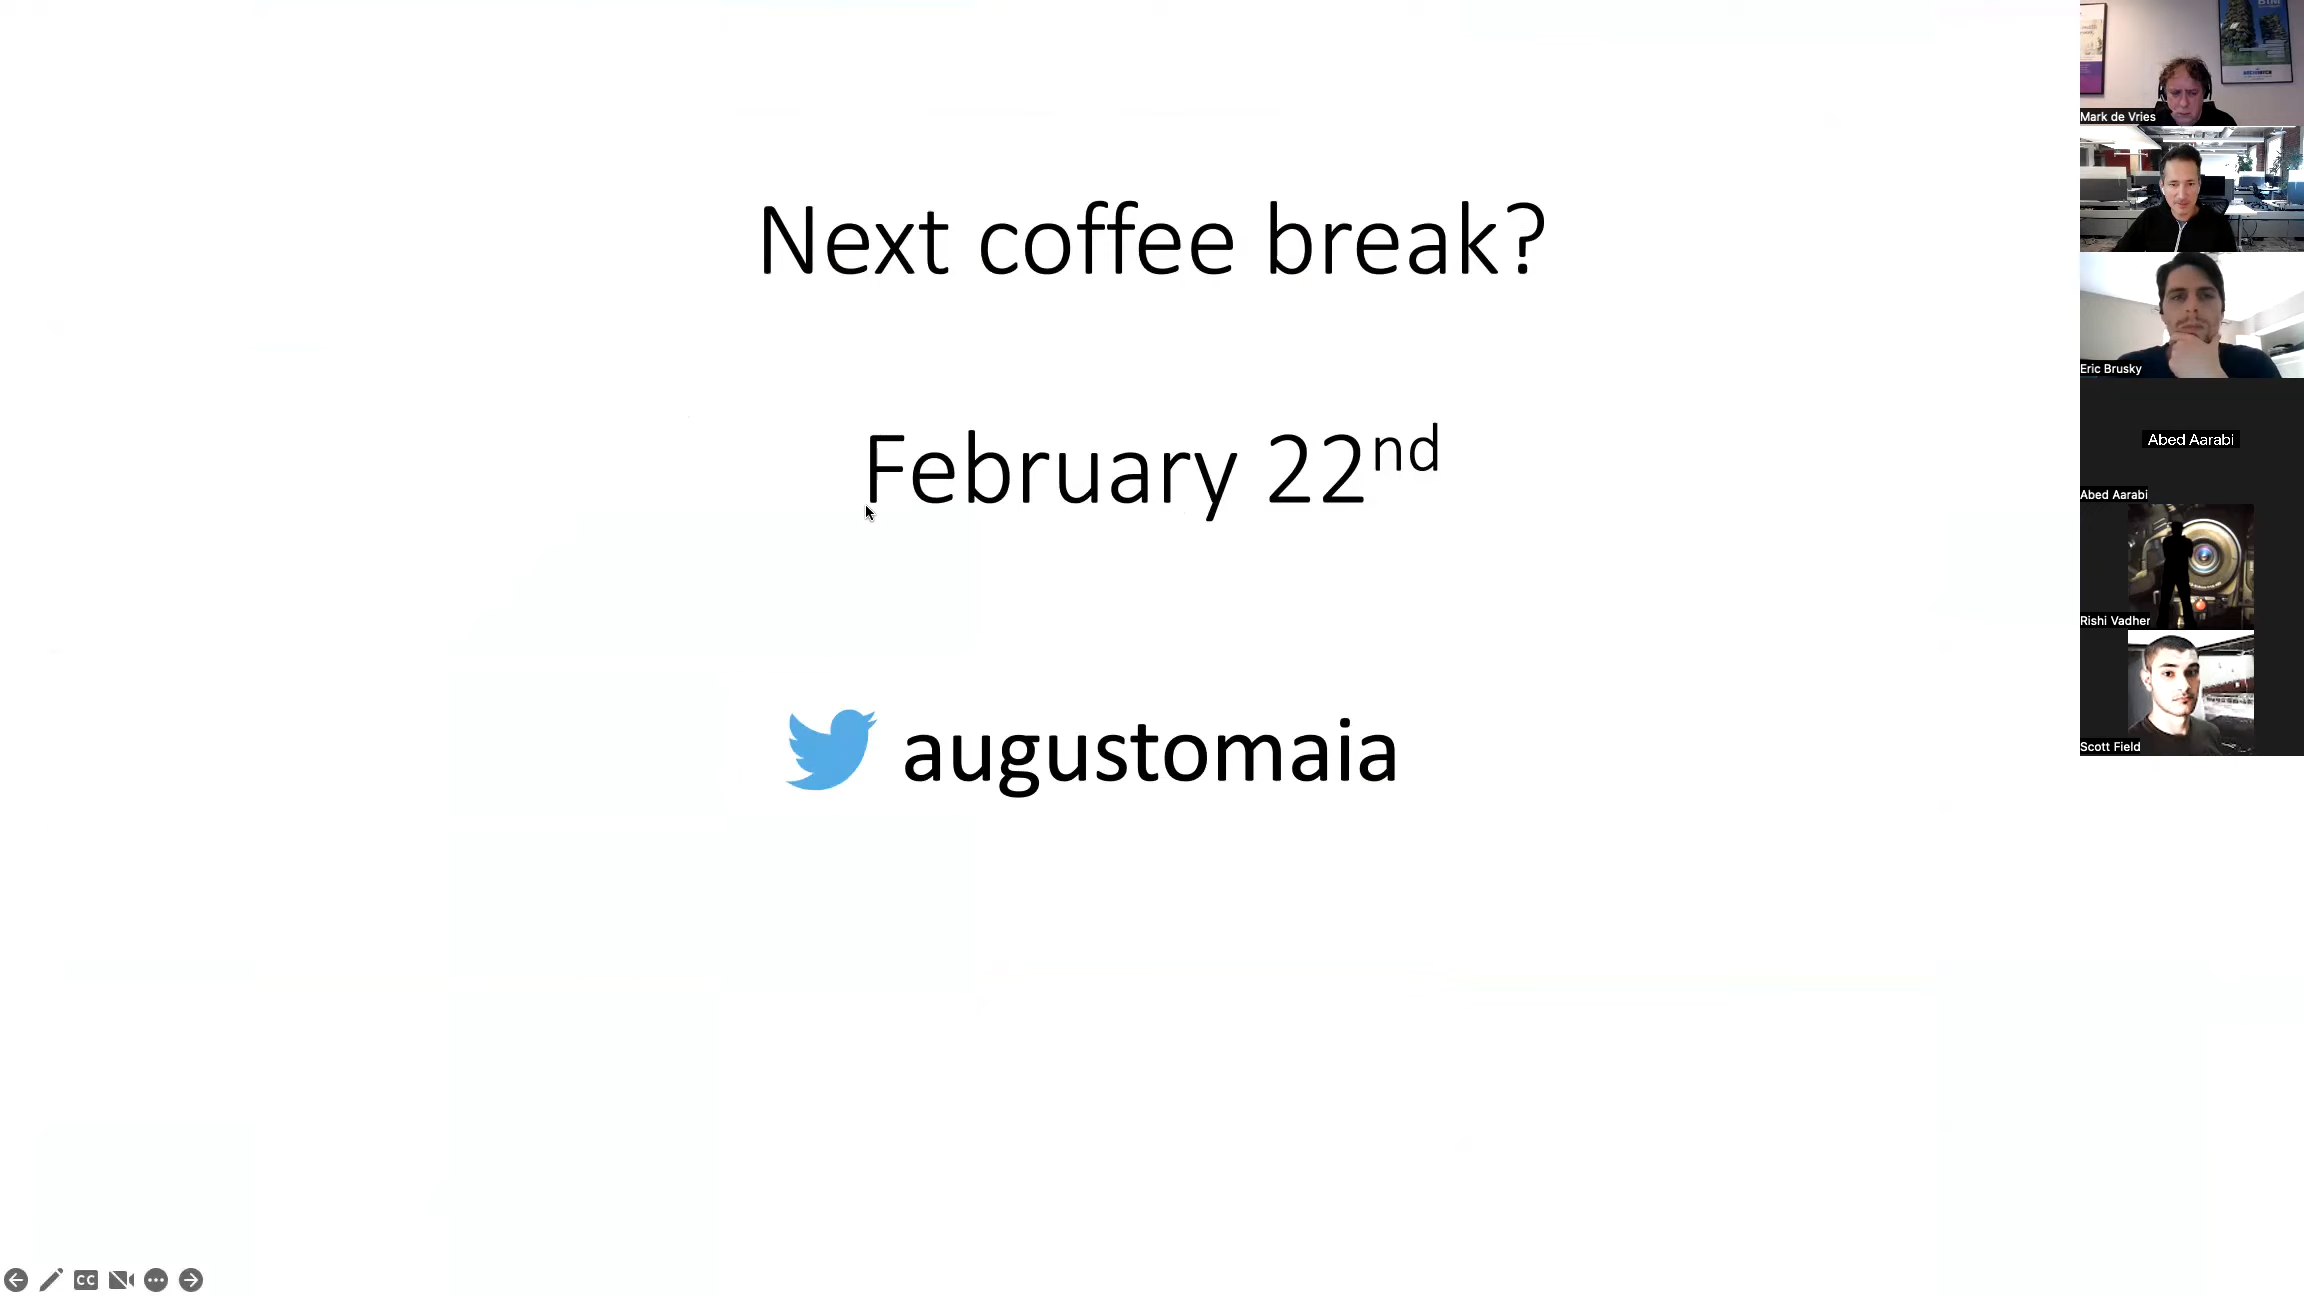 Next coffee break?
February 22nd
augustomaia
Mark de Vries
Eric Brusky
Abed Aarabi
Abed Aarabi
Rishi Vadher
Scott Field
CC